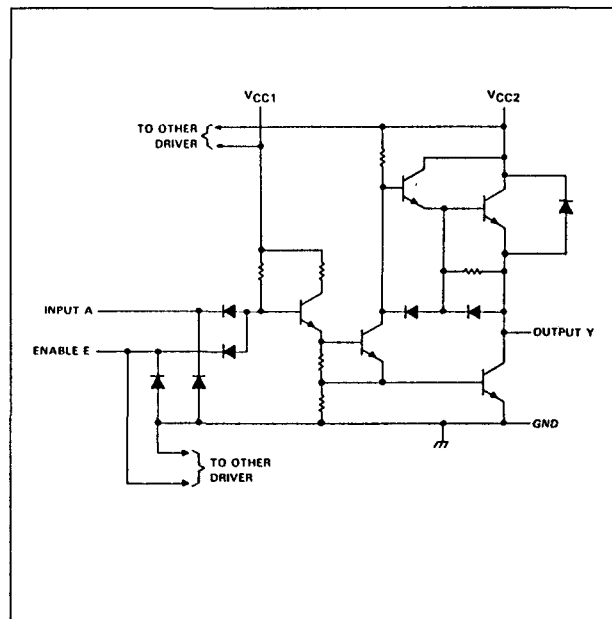 VCC1
VCC2
TO OTHER
DRIVER
INPUT A
OUTPUT Y
ENABLE E
GND
TO OTHER
DRIVER